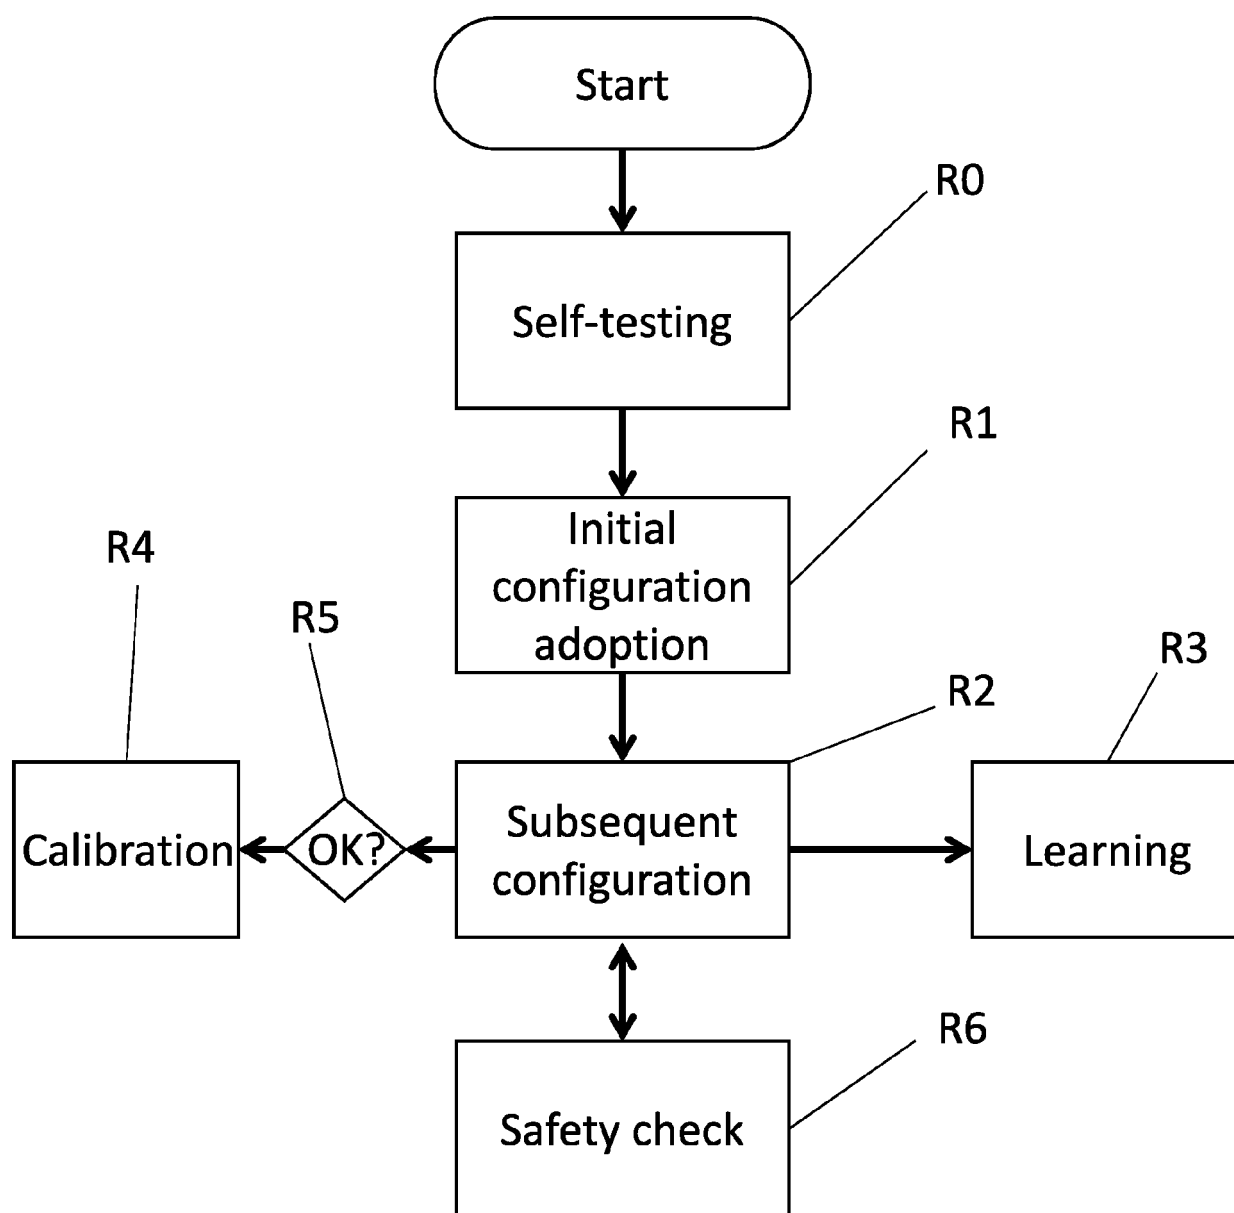 Start
R0
Self-testing
R1
Initial
configuration
adoption
R4
R5
R3
R2
Calibration
OK?
Subsequent
configuration
Learning
R6
Safety check